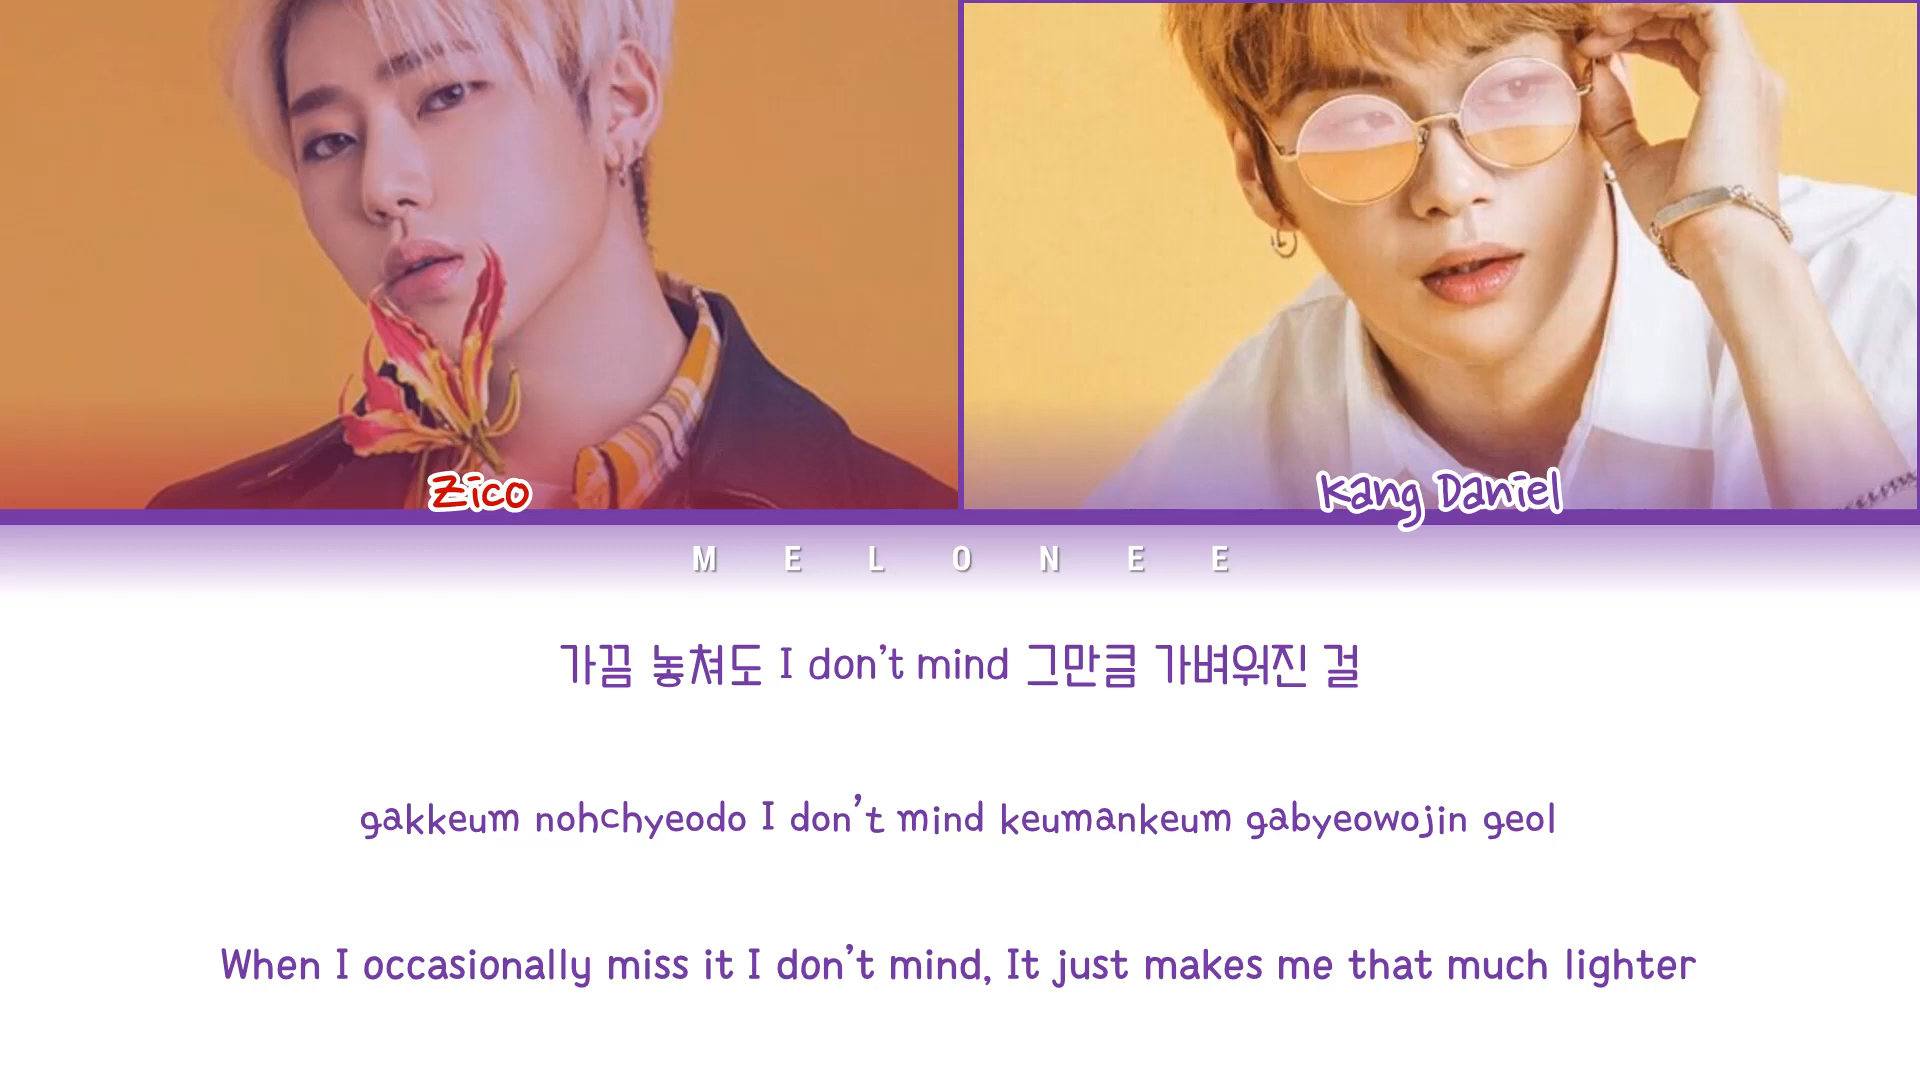 Zico
Kang Daniel
MELONEE
가끔 놓쳐도 I don't mind 그만큼 가벼워진 걸
gakkeum nohchyeodo I don't mind keumankeum gabyeowojin geol
When I occasionally miss it I don't mind, It just makes me that much lighter